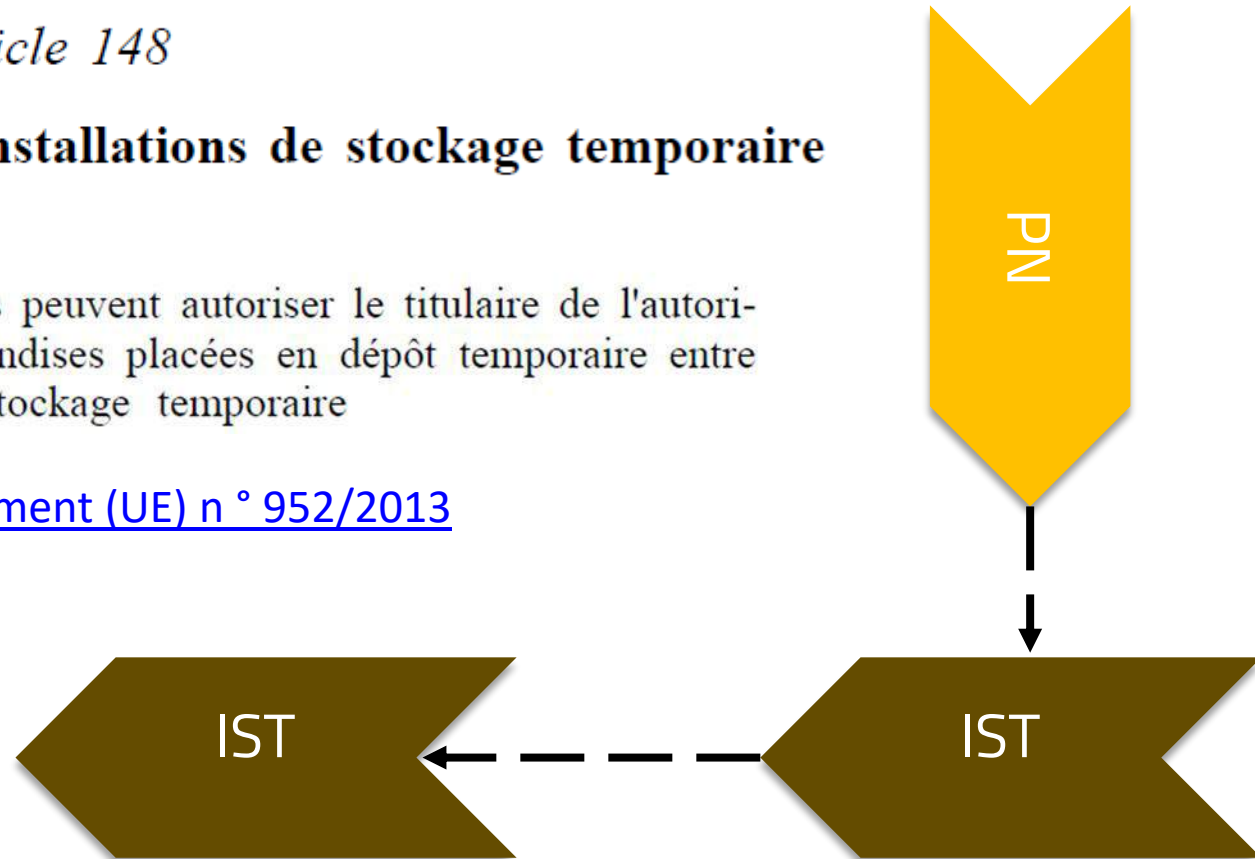 icle 148
nstallations de stockage temporaire
s peuvent autoriser le titulaire de l'autori-
ndises placées en dépôt temporaire entre
tockage temporaire
ment (UE) n ° 952/2013
PN
IST
IST